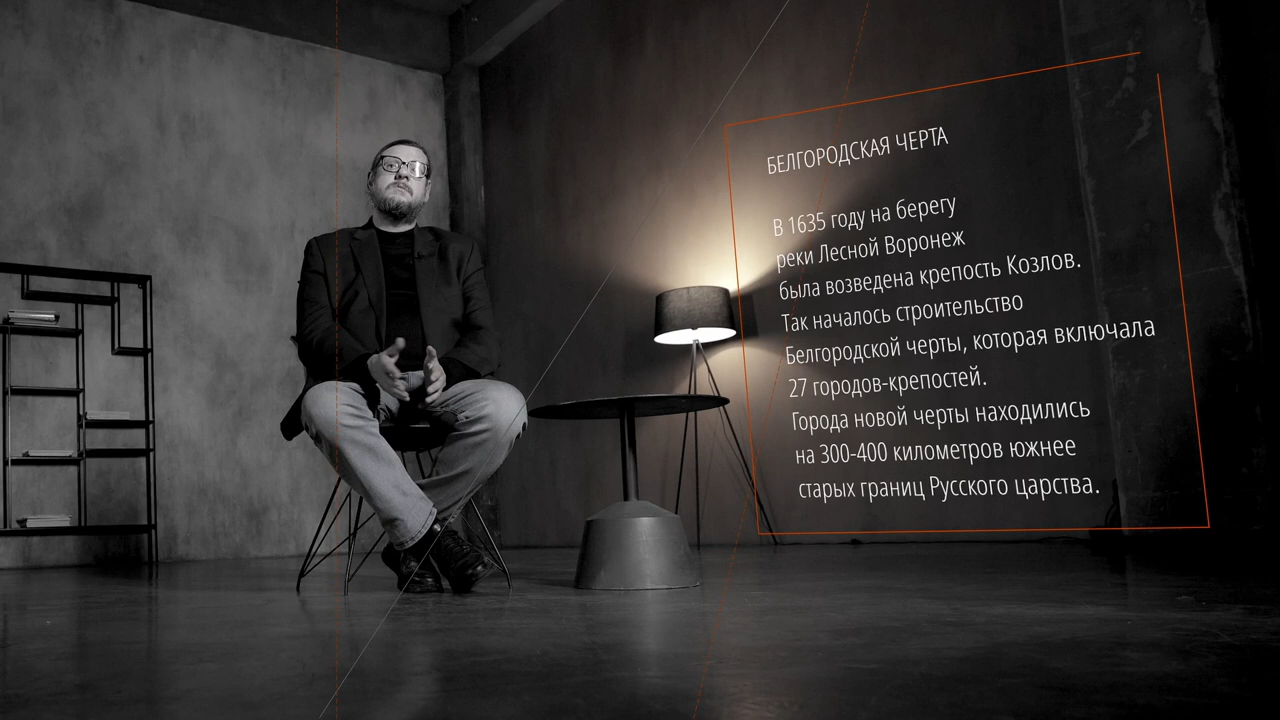 БЕЛГОРОДСКАЯ ЧЕРТА
В 1635 году на берегу
реки Лесной Воронеж
была возведена крепость Козлов.
Так началось строительство
Белгородской черты, которая включала
27 городов-крепостей.
Города новой черты находились
на 300-400 километров южнее
старых границ Русского царства.